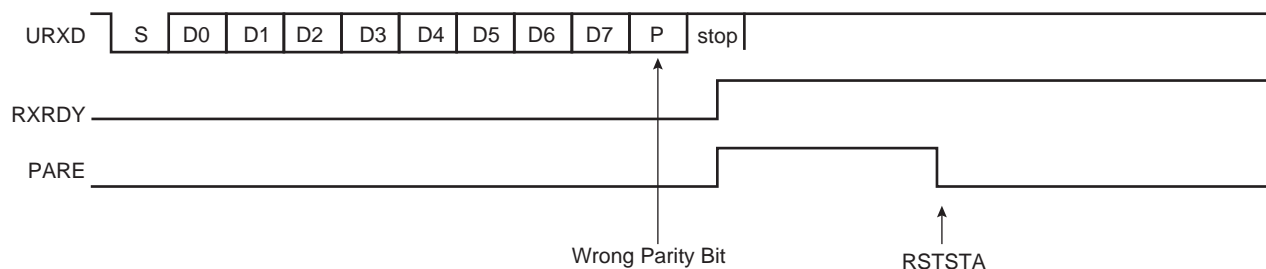 URXD S D0 D1 D2 D3 D4 D5 D6 D7 P stop
RXRDY
PARE
Wrong Parity Bit RSTSTA